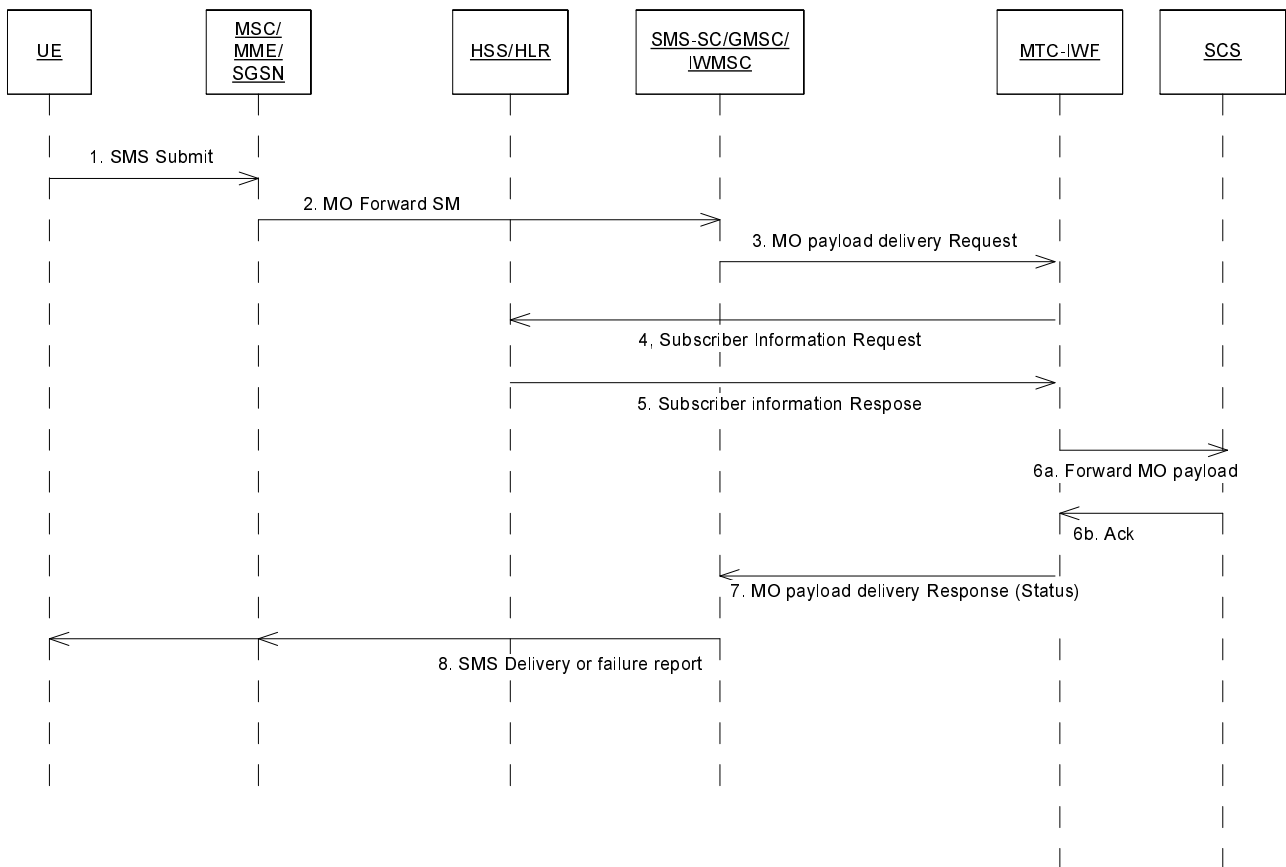 UE
MSC/
MME/
SGSN
HSS/HLR
SMS-SC/GMSC/
IWMSC
MTC-IWF
SCS
1. SMS Submit
2. MO Forward SM
3. MO payload delivery Request
4, Subscriber Information Request
5. Subscriber information Respose
6a. Forward MO payload
6b. Ack
7. MO payload delivery Response (Status)
8. SMS Delivery or failure report